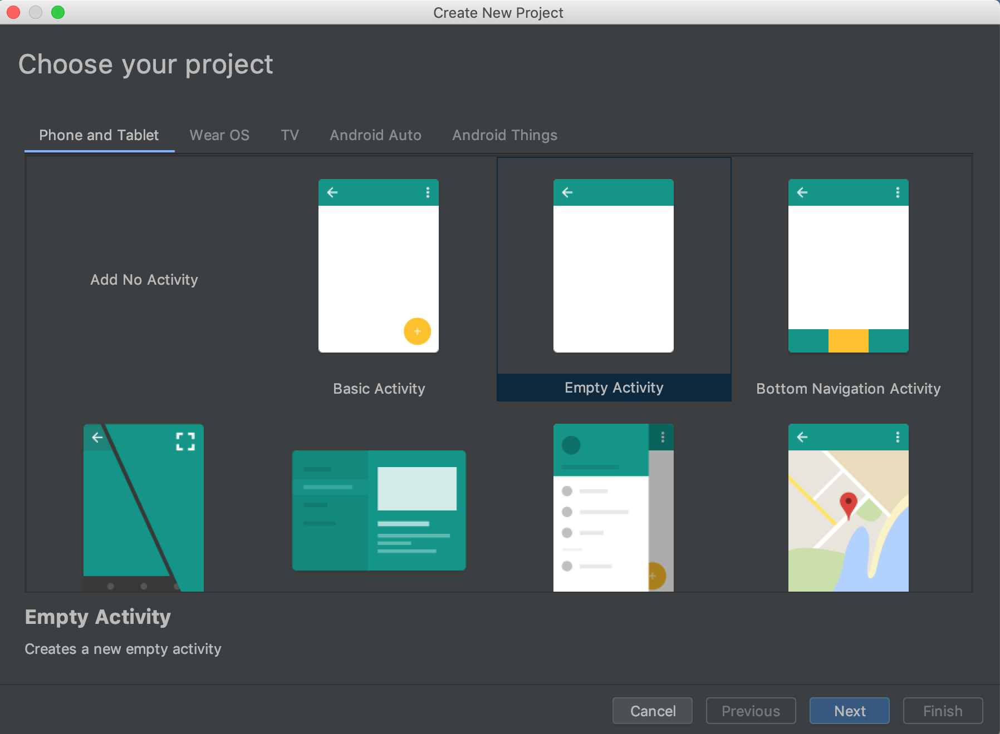 Create New Project
Choose your project
Phone and Tablet
Wear OS
TV
Android Auto
Android Things
Add No Activity
Basic Activity
Empty Activity
Bottom Navigation Activity
Empty Activity
Creates a new empty activity
Cancel
Previous
Next
Finish